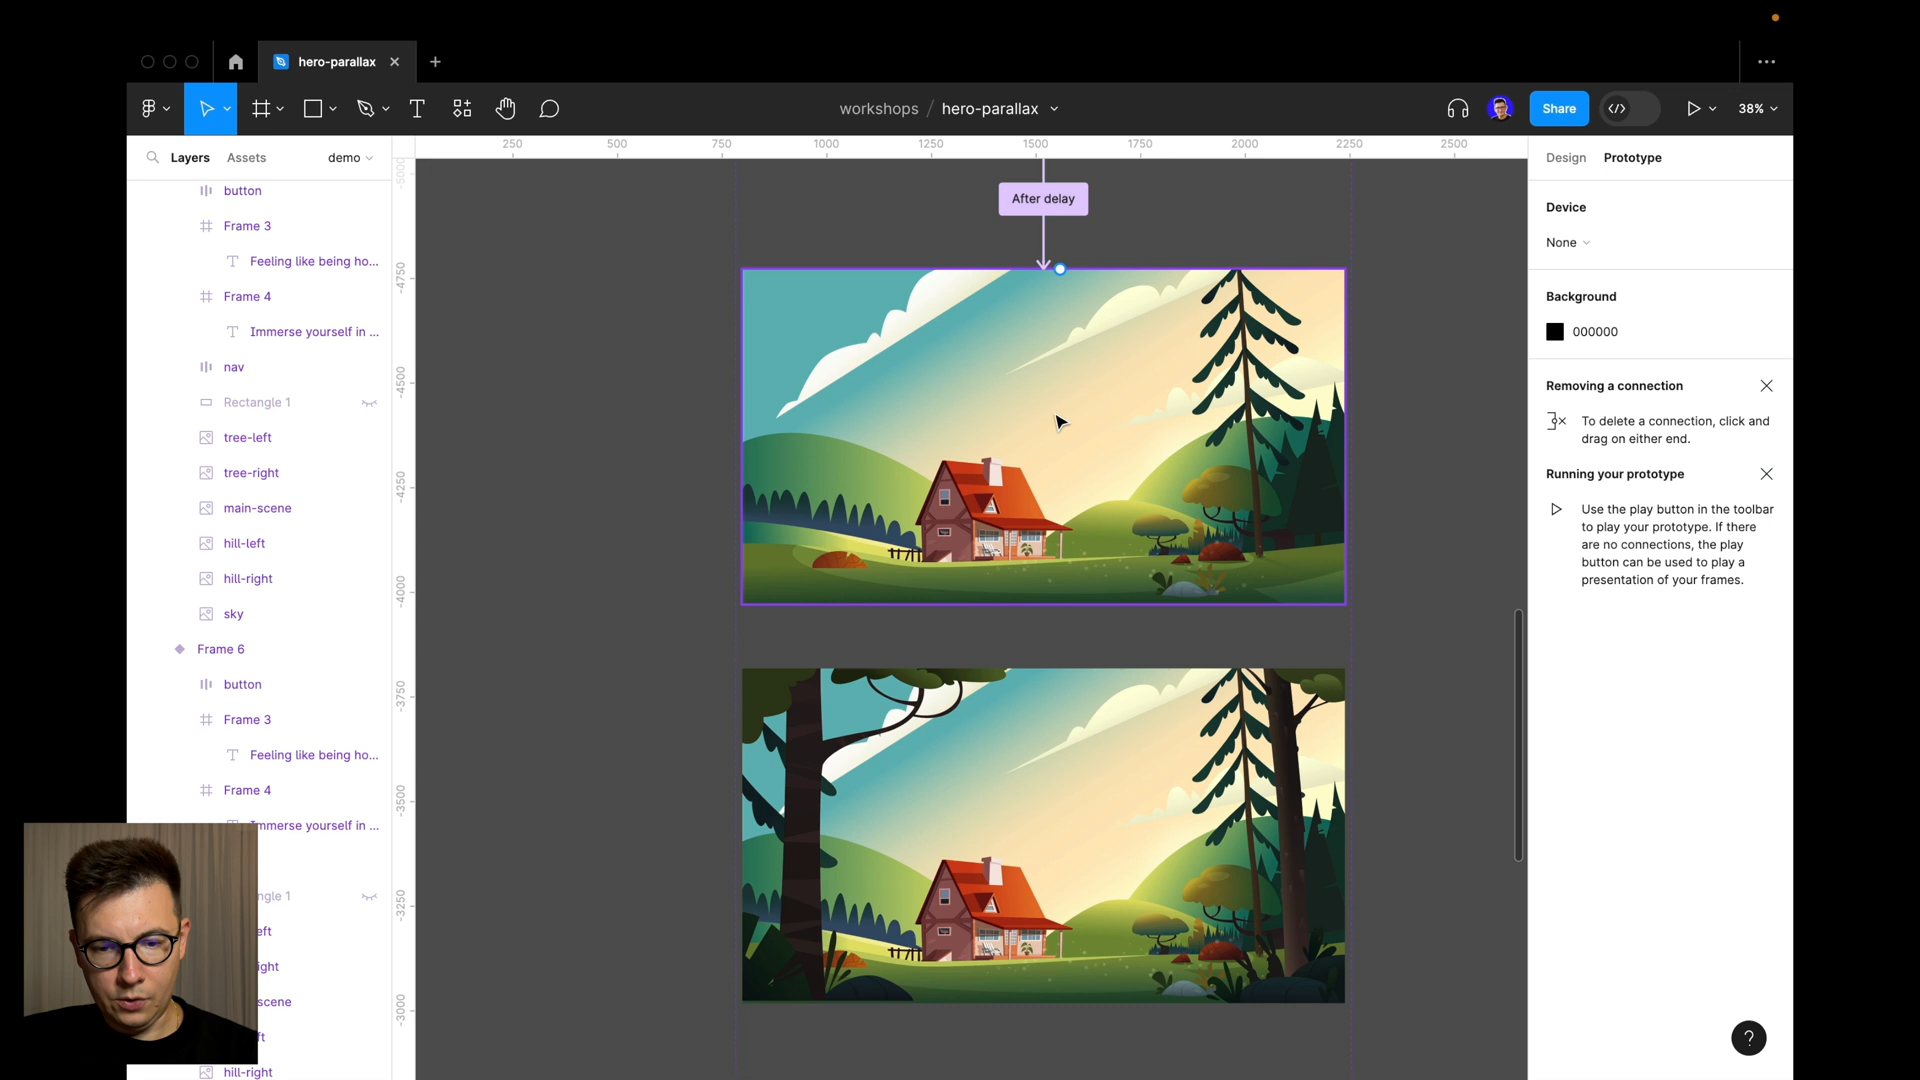 hero-parallax
workshops / hero-parallax
Share
38%
Layers
Assets
demo
250
500
750
1000
1250
1500
1750
2000
2250
2500
Design
Prototype
button
Frame 3
Feeling like being ho...
Frame 4
Immerse yourself in ...
nav
Rectangle 1
tree-left
tree-right
main-scene
hill-left
hill-right
sky
Frame 6
button
Frame 3
Feeling like being ho...
Frame 4
Immerse yourself in ...
ngle 1
eft
ight
scene
ft
hill-right
-4750
-4500
-4250
-4000
-3750
-3500
-3250
-3000
After delay
Device
None
Background
000000
Removing a connection
To delete a connection, click and
drag on either end.
Running your prototype
Use the play button in the toolbar
to play your prototype. If there
are no connections, the play
button can be used to play a
presentation of your frames.
?